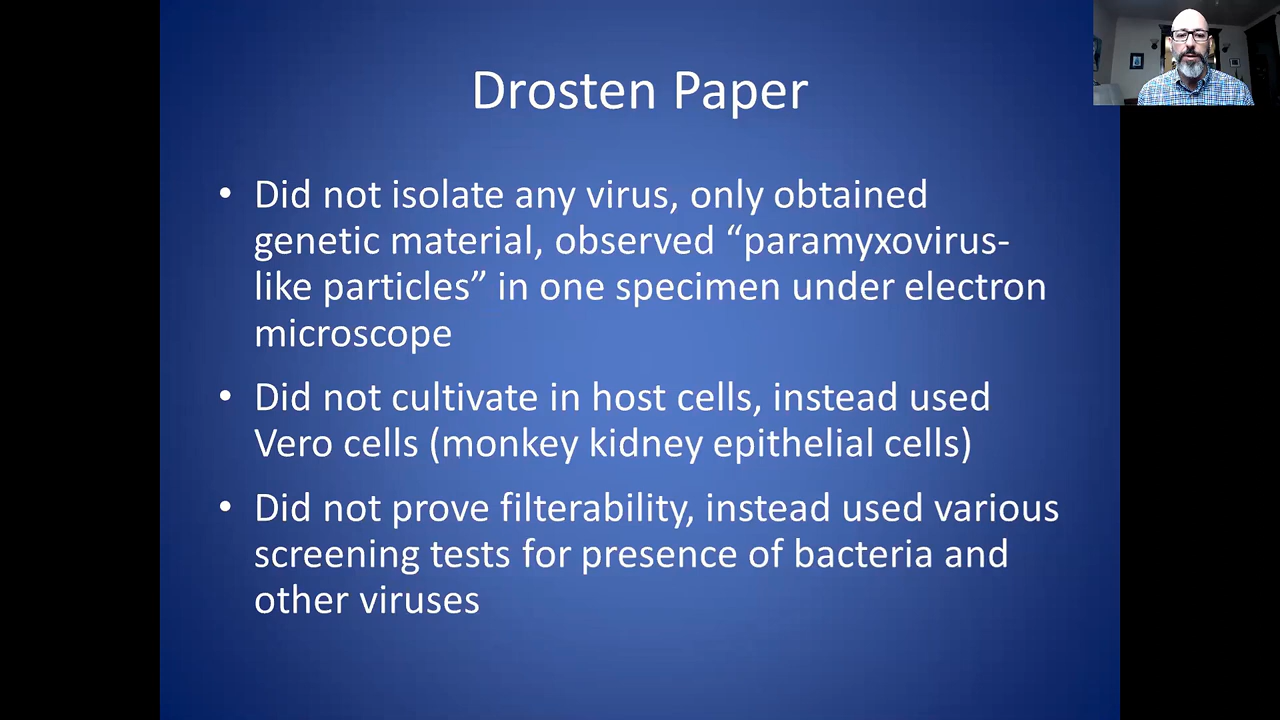 Drosten Paper
• Did not isolate any virus, only obtained
genetic material, observed “paramyxovirus-
like particles” in one specimen under electron
microscope
• Did not cultivate in host cells, instead used
Vero cells (monkey kidney epithelial cells)
• Did not prove filterability, instead used various
screening tests for presence of bacteria and
other viruses